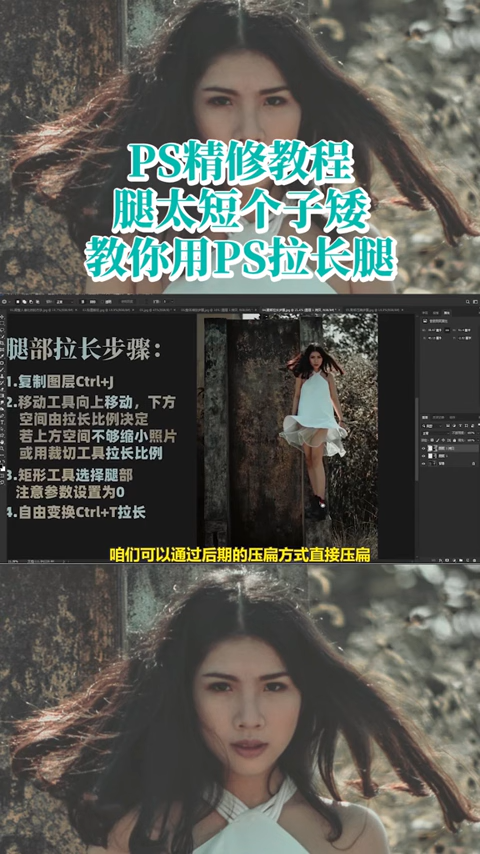 PS精修教程
腿太短个子矮
教你用PS拉长腿
腿部拉长步骤：
1.复制图层Ctrl+J
2.移动工具向上移动，下方
空间由拉长比例决定
若上方空间不够缩小照片
或用裁切工具拉长比例
3.矩形工具选择腿部
注意参数设置为0
4.自由变换Ctrl+T拉长
咱们可以通过后期的压扁方式直接压扁